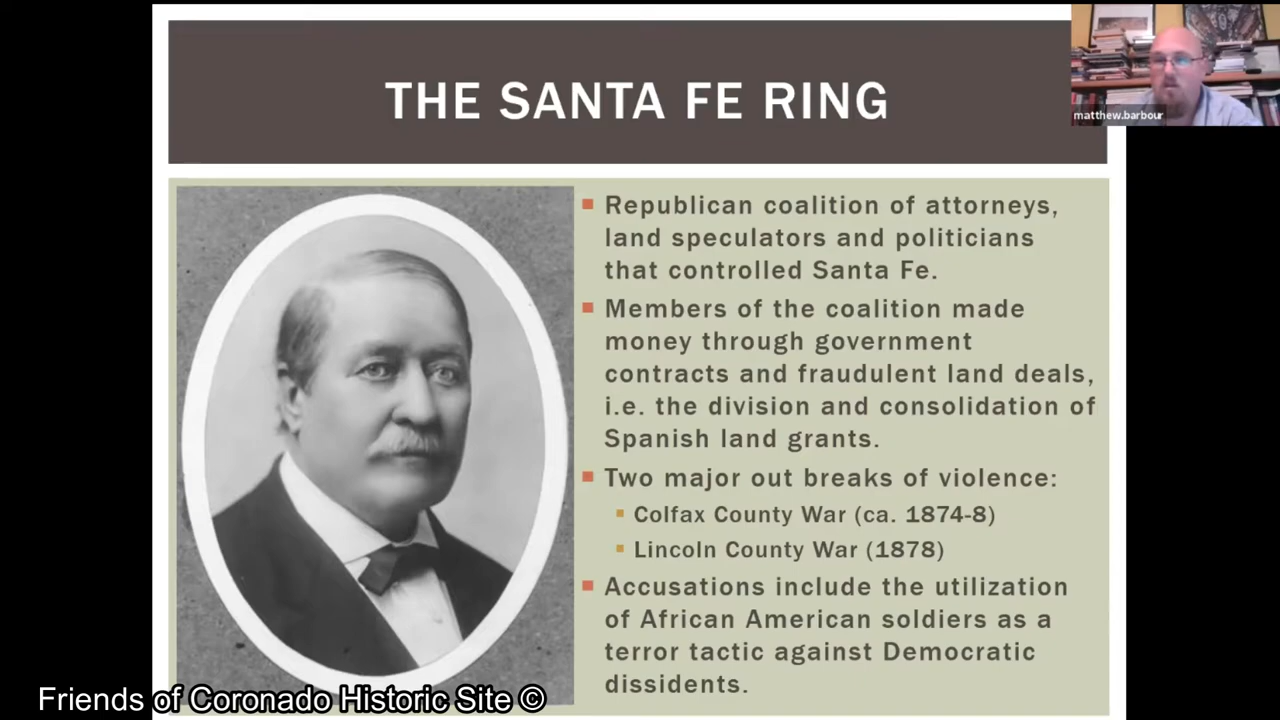 THE SANTA FE RING
matthew.barbour
Republican coalition of attorneys,
land speculators and politicians
that controlled Santa Fe.
Members of the coalition made
money through government
contracts and fraudulent land deals,
i.e. the division and consolidation of
Spanish land grants.
Two major out breaks of violence:
Colfax County War (ca. 1874-8)
Lincoln County War (1878)
Accusations include the utilization
of African American soldiers as a
terror tactic against Democratic
dissidents.
Friends of Coronado Historic Site ©